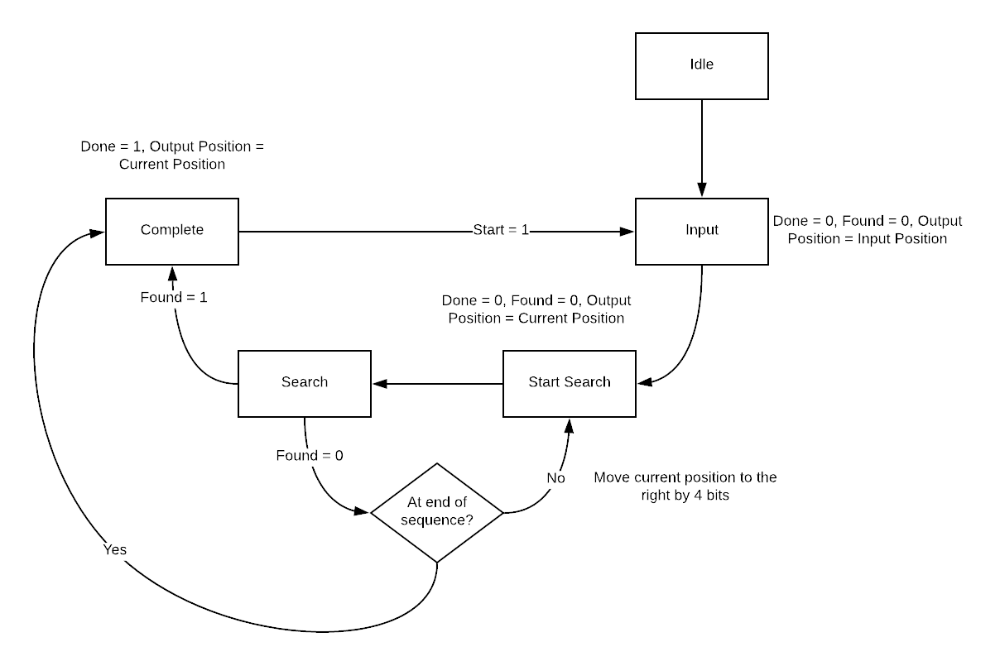 Idle
Done = 1, Output Position =
Current Position
Complete
Start = 1
Input
Done = 0, Found = 0, Output
Position = Input Position
Found = 1
Done = 0, Found = 0, Output
Position = Current Position
Search
Start Search
Found = 0
No
Move current position to the
right by 4 bits
At end of
sequence?
Yes